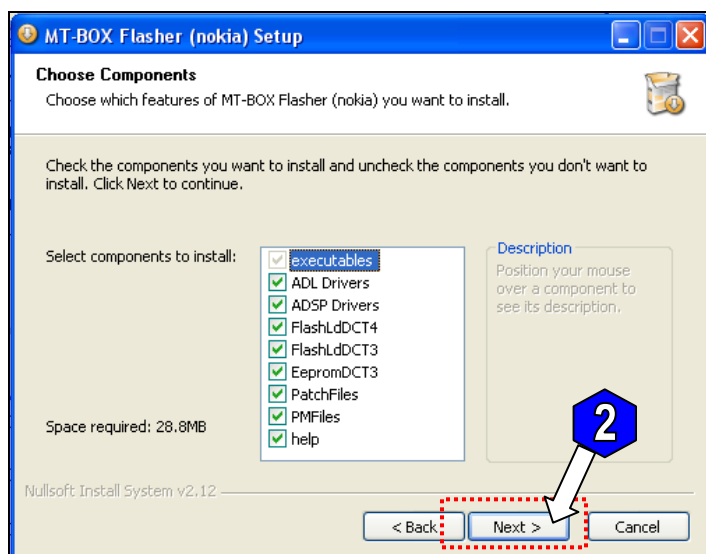 MT-BOX Flasher (nokia) Setup
Choose Components
Choose which features of MT-BOX Flasher (nokia) you want to install.
Check the components you want to install and uncheck the components you don't want to
install. Click Next to continue.
Select components to install:
executables
ADL Drivers
ADSP Drivers
FlashLdDCT4
FlashLdDCT3
EepromDCT3
PatchFiles
PMFiles
help
Description
Position your mouse
over a component to
see its description.
Space required: 28.8MB
2
Nullsoft Install System v2.12
< Back
Next >
Cancel